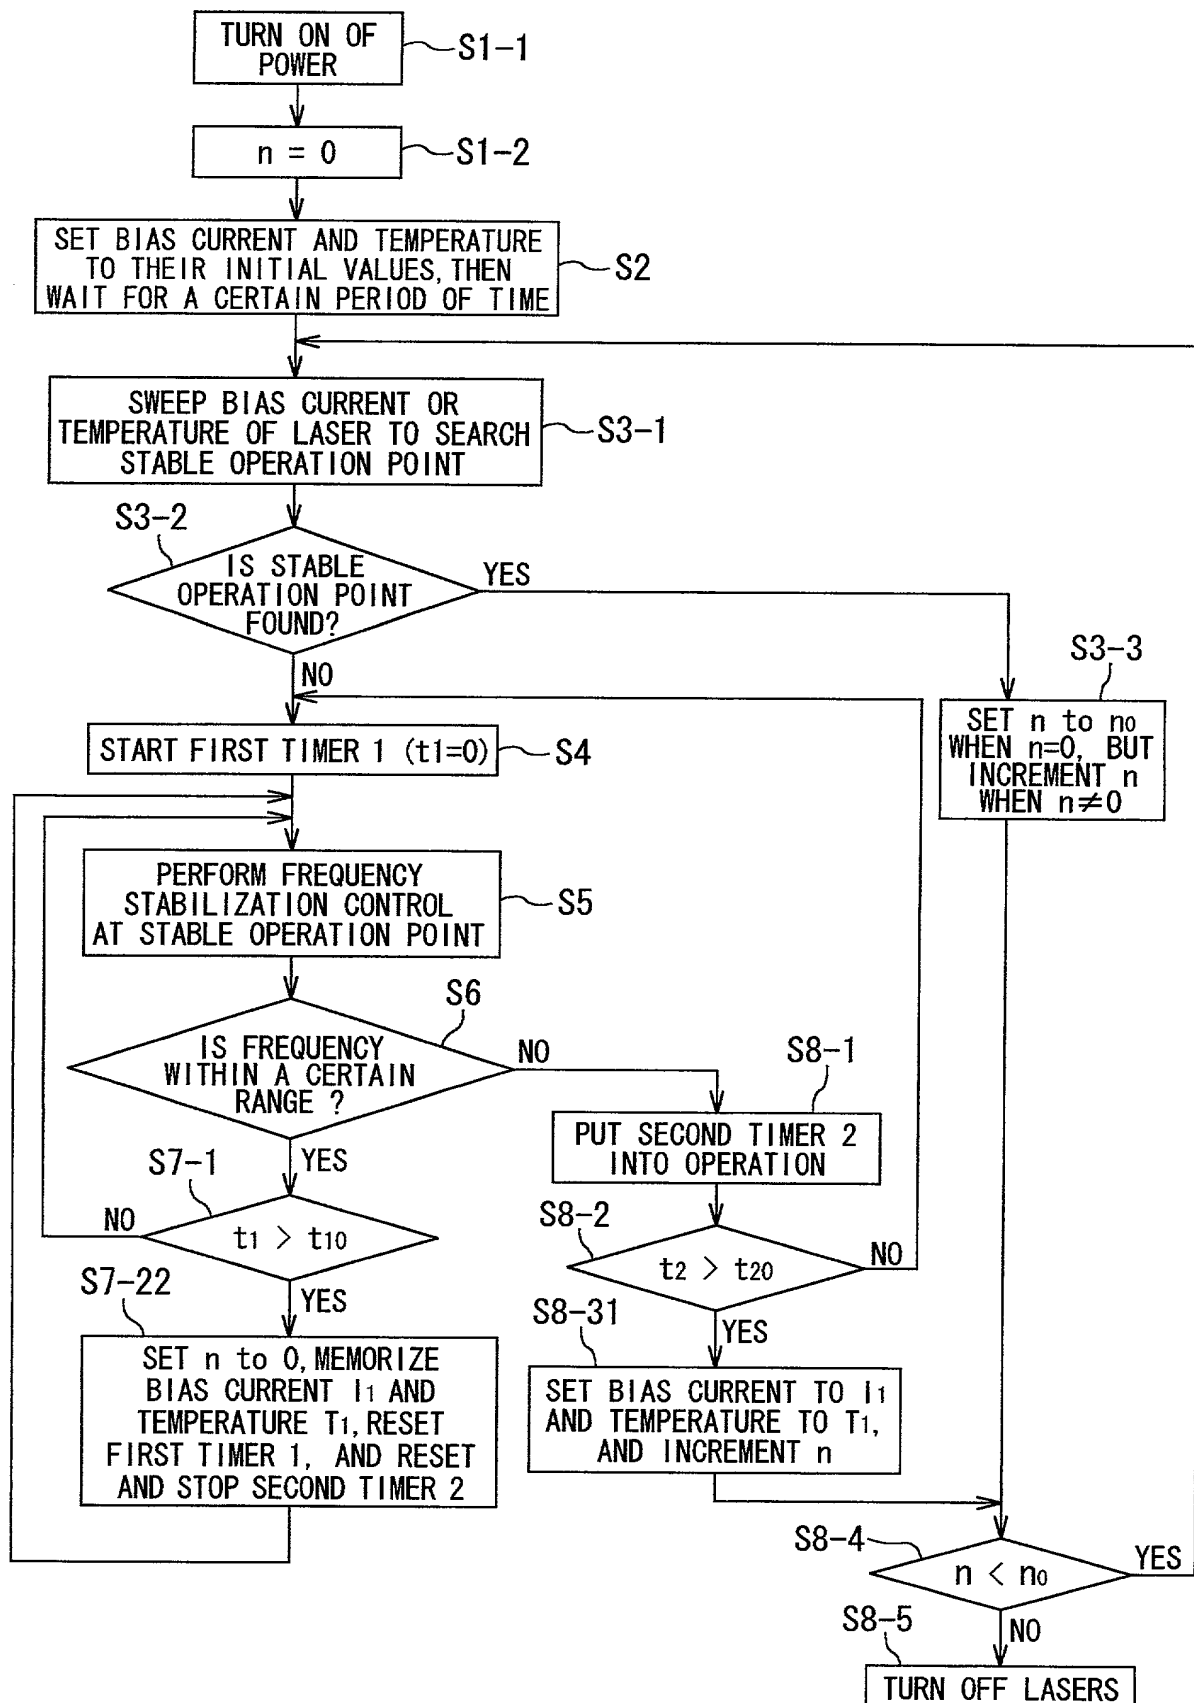 TURN ON OF
POWER
S1-1
n = 0
S1-2
SET BIAS CURRENT AND TEMPERATURE
TO THEIR INITIAL VALUES, THEN
WAIT FOR A CERTAIN PERIOD OF TIME
S2
SWEEP BIAS CURRENT OR
TEMPERATURE OF LASER TO SEARCH
STABLE OPERATION POINT
S3-1
S3-2
IS STABLE
OPERATION POINT
FOUND?
YES
NO
S3-3
SET n to n0
WHEN n=0, BUT
INCREMENT n
WHEN n≠0
START FIRST TIMER 1 (t1=0)
S4
PERFORM FREQUENCY
STABILIZATION CONTROL
AT STABLE OPERATION POINT
S5
S6
IS FREQUENCY
WITHIN A CERTAIN
RANGE ?
NO
YES
S8-1
PUT SECOND TIMER 2
INTO OPERATION
S7-1
t1 > t10
NO
YES
S8-2
t2 > t20
NO
YES
S7-22
SET n to 0, MEMORIZE
BIAS CURRENT I1 AND
TEMPERATURE T1, RESET
FIRST TIMER 1, AND RESET
AND STOP SECOND TIMER 2
S8-31
SET BIAS CURRENT TO I1
AND TEMPERATURE TO T1,
AND INCREMENT n
S8-4
n < n0
YES
NO
S8-5
TURN OFF LASERS